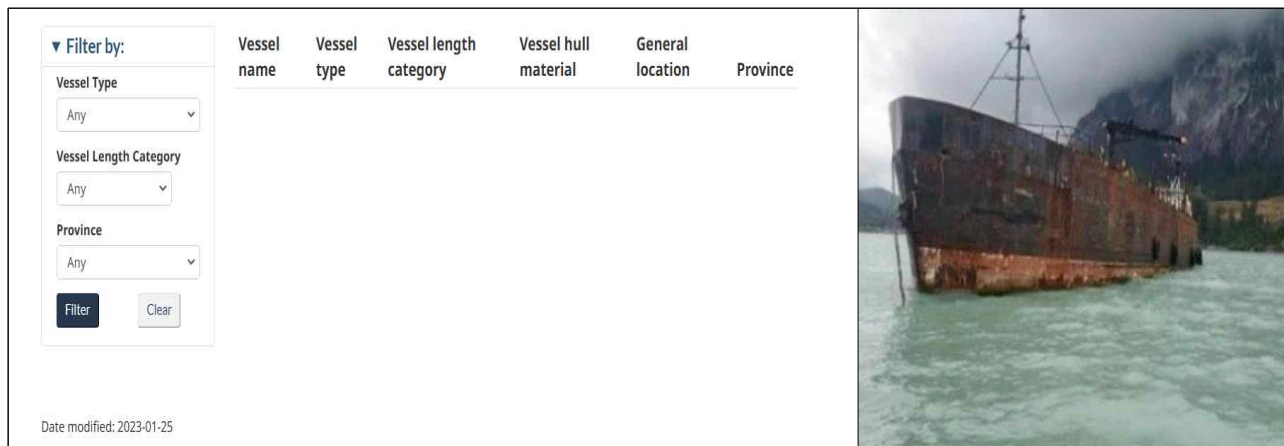 ▼ Filter by:
Vessel Type
Any
Vessel Length Category
Any
Province
Any
Filter Clear
Vessel name Vessel type Vessel length category Vessel hull material General location Province
Date modified: 2023-01-25